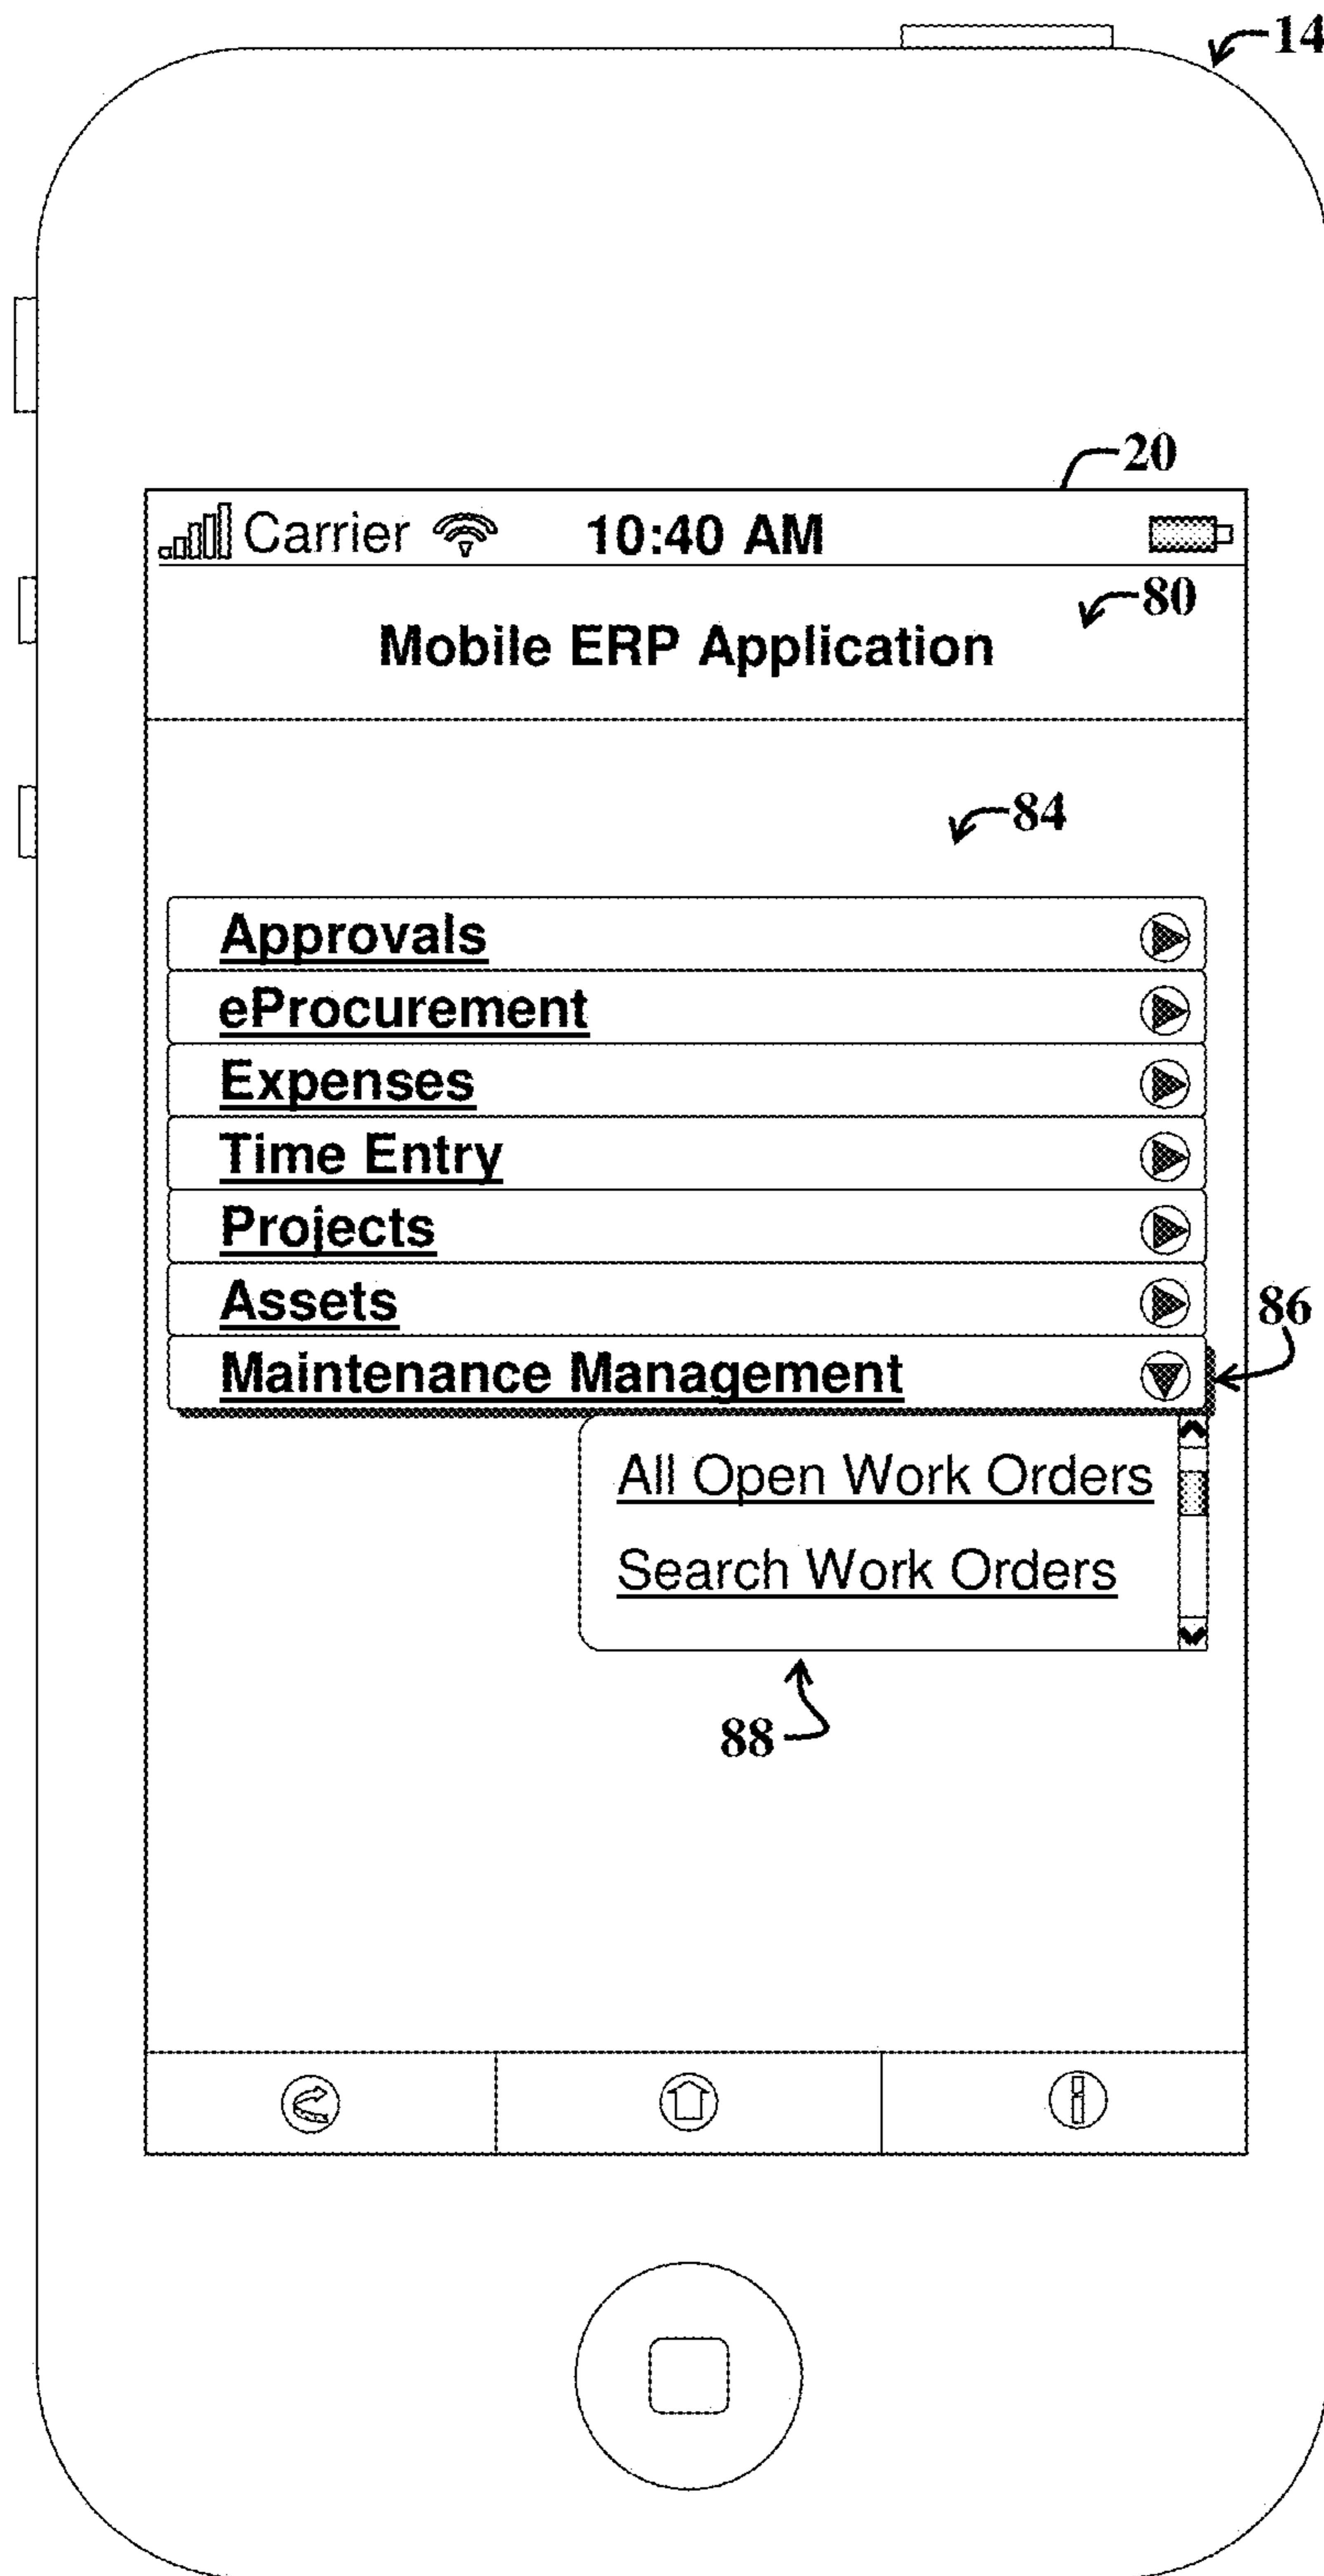 14
20
Carrier 10:40 AM
80
Mobile ERP Application
84
Approvals
eProcurement
Expenses
Time Entry
Projects
Assets
86
Maintenance Management
All Open Work Orders
Search Work Orders
88